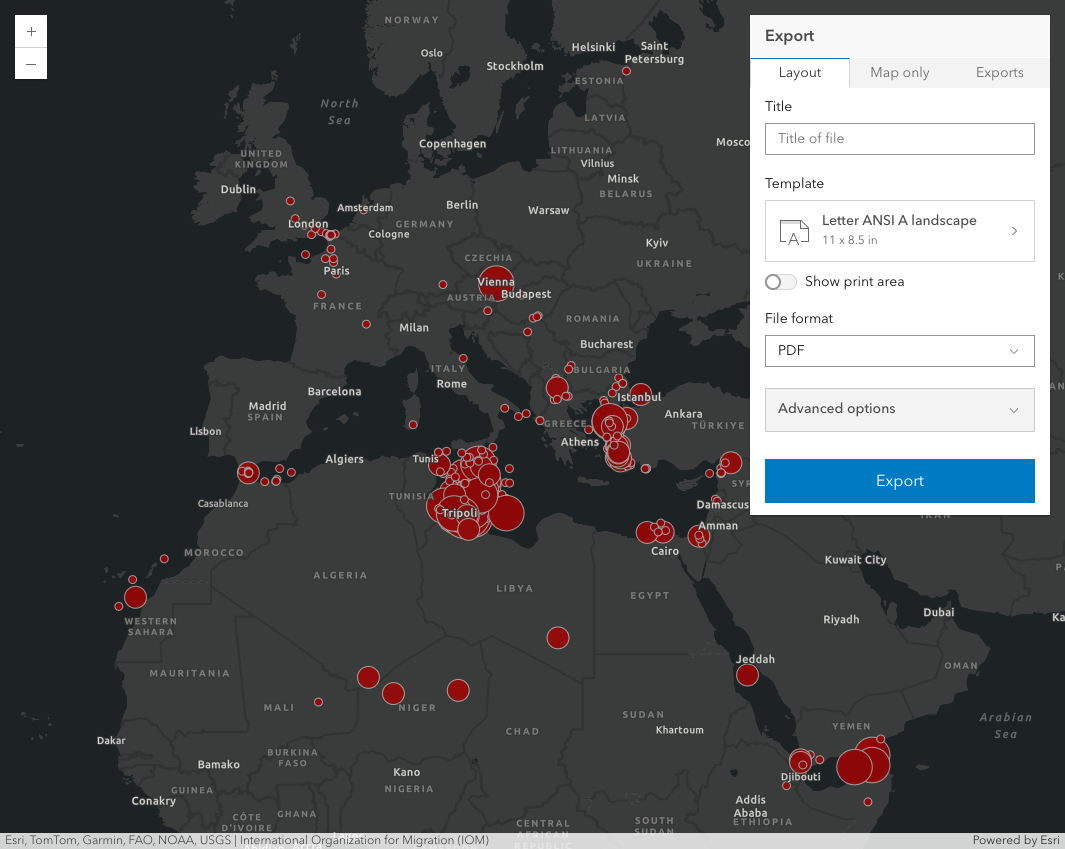 +
−
NORWAY
Oslo
Stockholm
Helsinki
Saint
Petersburg
ESTONIA
North
Sea
LATVIA
Copenhagen
Mosco
LITHUANIA
Vilnius
UNITED
KINGDOM
Minsk
BELARUS
Dublin
Amsterdam
Berlin
Warsaw
London
GERMANY
Cologne
Kyiv
UKRAINE
CZECHIA
Paris
Vienna
AUSTRIA
Budapest
FRANCE
Milan
ROMANIA
Bucharest
ITALY
BULGARIA
Rome
Barcelona
Istanbul
Madrid
SPAIN
Ankara
TÜRKIYE
GREECE
Lisbon
Athens
Algiers
Tunis
SYR
TUNISIA
Casablanca
Damascus
Tripoli
IRAN
Amman
Cairo
MOROCCO
Kuwait City
ALGERIA
LIBYA
EGYPT
WESTERN
SAHARA
Riyadh
Dubai
Ka
Jeddah
OMAN
MAURITANIA
MALI
NIGER
SUDAN
Arabian
Sea
CHAD
Khartoum
YEMEN
Dakar
BURKINA
FASO
Bamako
Kano
NIGERIA
Djibouti
GUINEA
Conakry
Addis
Ababa
ETHIOPIA
CÔTE
D'IVOIRE
GHANA
CENTRAL
AFRICAN
REPUBLIC
SOUTH
SUDAN
Export
Layout
Map only
Exports
Title
Title of file
Template
A
Letter ANSI A landscape
11 x 8.5 in
Show print area
File format
PDF
Advanced options
Export
Esri, TomTom, Garmin, FAO, NOAA, USGS | International Organization for Migration (IOM)
Powered by Esri